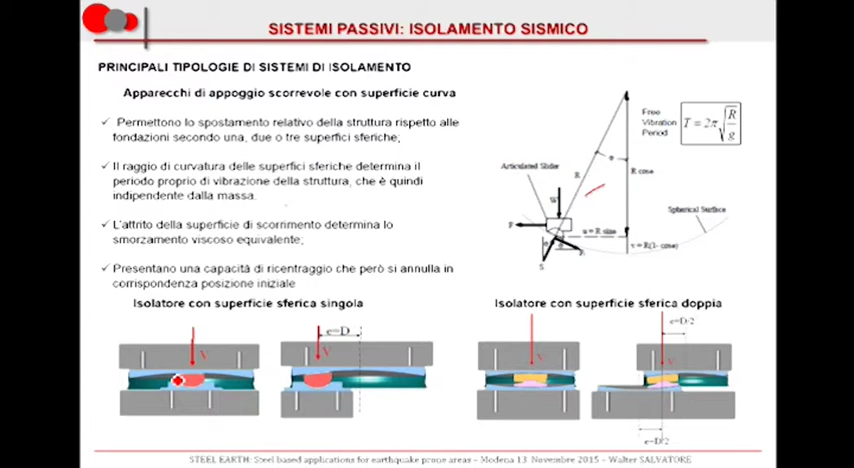 SISTEMI PASSIVI: ISOLAMENTO SISMICO
PRINCIPALI TIPOLOGIE DI SISTEMI DI ISOLAMENTO
Apparecchi di appoggio scorrevole con superficie curva
✓ Permettono lo spostamento relativo della struttura rispetto alle
fondazioni secondo una, due o tre superfici sferiche;
✓ Il raggio di curvatura delle superfici sferiche determina il
periodo proprio di vibrazione della struttura, che è quindi
indipendente dalla massa.
✓ L'attrito della superficie di scorrimento determina lo
smorzamento viscoso equivalente;
✓ Presentano una capacità di ricentraggio che però si annulla in
corrispondenza posizione iniziale
Free
Vibration
Period
T = 2π√R/g
Articulated Slider
R
R cosα
W
Spherical Surface
F
u = R sinα
v = R(1- cosα)
S
Isolatore con superficie sferica singola
Isolatore con superficie sferica doppia
e=D
e=D/2
V
V
V
V
e=D/2
STEEL EARTH: Steel based applications for earthquake prone areas – Modena 13 Novembre 2015 – Walter SALVATORE